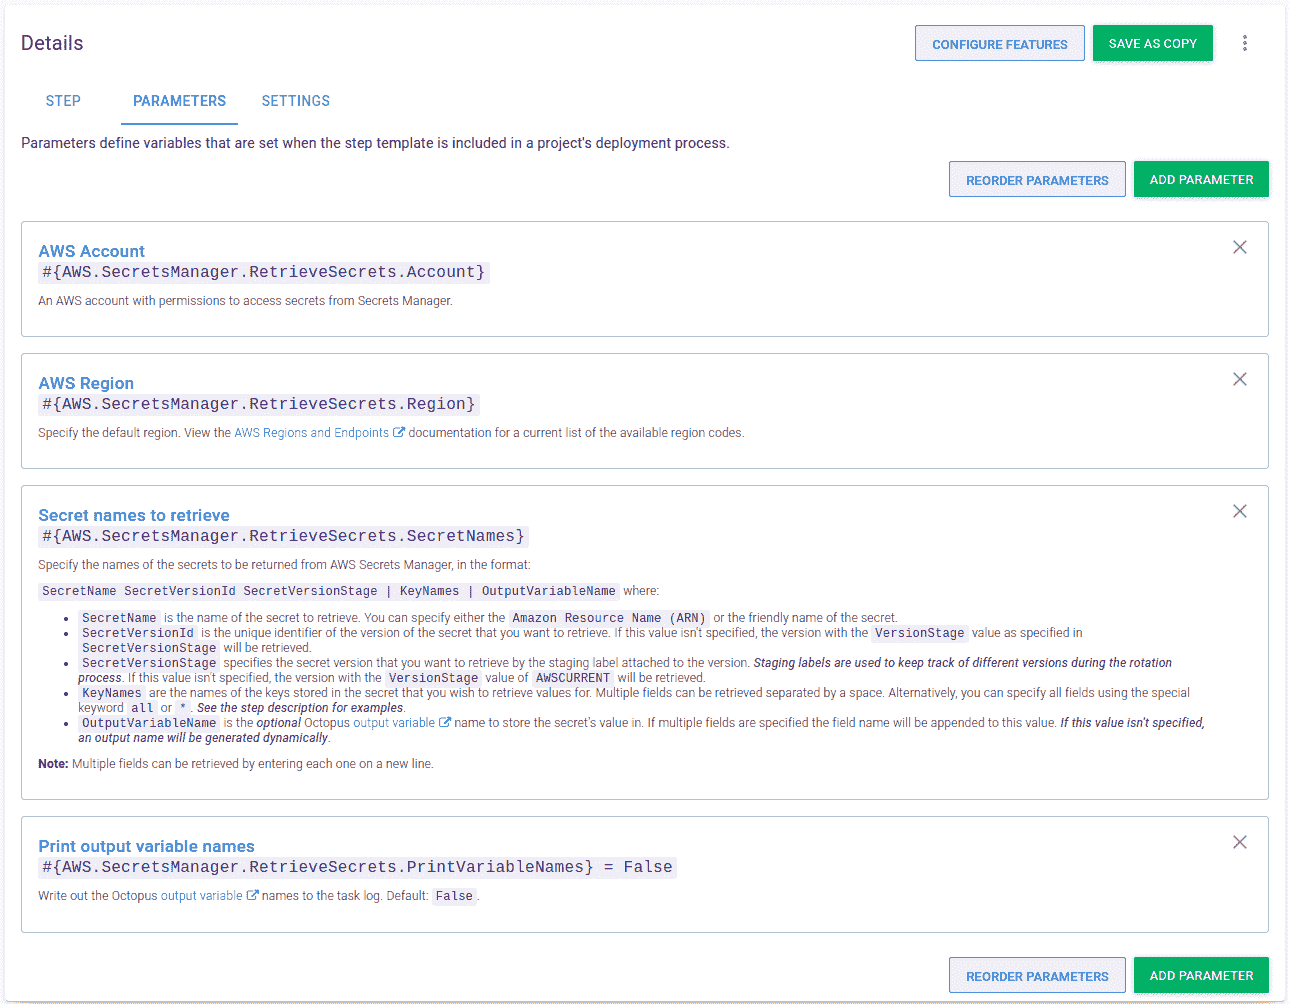 Details
CONFIGURE FEATURES
SAVE AS COPY
STEP
PARAMETERS
SETTINGS
Parameters define variables that are set when the step template is included in a project's deployment process.
REORDER PARAMETERS
ADD PARAMETER
AWS Account
#{AWS.SecretsManager.RetrieveSecrets.Account}
An AWS account with permissions to access secrets from Secrets Manager.
AWS Region
#{AWS.SecretsManager.RetrieveSecrets.Region}
Specify the default region. View the AWS Regions and Endpoints documentation for a current list of the available region codes.
Secret names to retrieve
#{AWS.SecretsManager.RetrieveSecrets.SecretNames}
Specify the names of the secrets to be returned from AWS Secrets Manager, in the format:
SecretName SecretVersionId SecretVersionStage | KeyNames | OutputVariableName where:
• SecretName is the name of the secret to retrieve. You can specify either the Amazon Resource Name (ARN) or the friendly name of the secret.
• SecretVersionId is the unique identifier of the version of the secret that you want to retrieve. If this value isn't specified, the version with the VersionStage value as specified in
SecretVersionStage will be retrieved.
• SecretVersionStage specifies the secret version that you want to retrieve by the staging label attached to the version. Staging labels are used to keep track of different versions during the rotation
process. If this value isn't specified, the version with the VersionStage value of AWSCURRENT will be retrieved.
• KeyNames are the names of the keys stored in the secret that you wish to retrieve values for. Multiple fields can be retrieved separated by a space. Alternatively, you can specify all fields using the special
keyword all or *. See the step description for examples.
• OutputVariableName is the optional Octopus output variable name to store the secret's value in. If multiple fields are specified the field name will be appended to this value. If this value isn't specified,
an output name will be generated dynamically.
Note: Multiple fields can be retrieved by entering each one on a new line.
Print output variable names
#{AWS.SecretsManager.RetrieveSecrets.PrintVariableNames} = False
Write out the Octopus output variable names to the task log. Default: False.
REORDER PARAMETERS
ADD PARAMETER